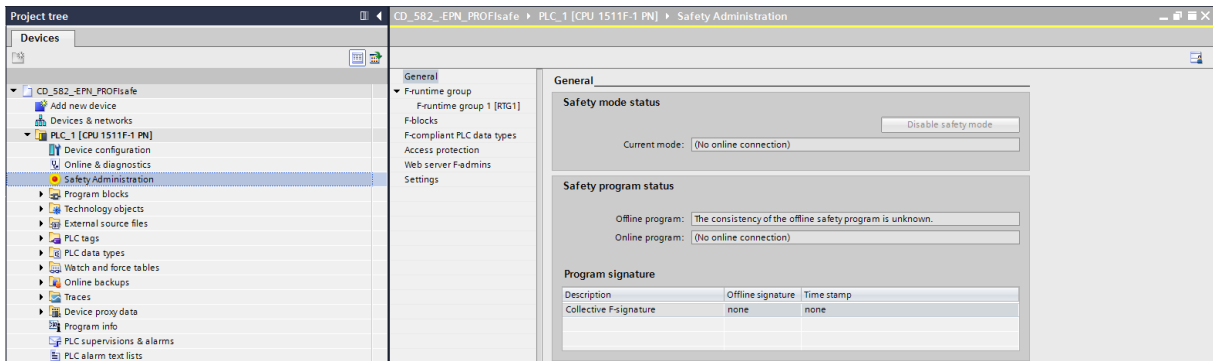 Project tree
CD_582_-EPN_PROFIsafe ▸ PLC_1 [CPU 1511F-1 PN] ▸ Safety Administration
Devices
CD_582_-EPN_PROFIsafe
Add new device
Devices & networks
PLC_1 [CPU 1511F-1 PN]
Device configuration
Online & diagnostics
Safety Administration
Program blocks
Technology objects
External source files
PLC tags
PLC data types
Watch and force tables
Online backups
Traces
Device proxy data
Program info
PLC supervisions & alarms
PLC alarm text lists
General
F-runtime group
F-runtime group 1 [RTG1]
F-blocks
F-compliant PLC data types
Access protection
Web server F-admins
Settings
General
Safety mode status
Disable safety mode
Current mode: (No online connection)
Safety program status
Offline program: The consistency of the offline safety program is unknown.
Online program: (No online connection)
Program signature
Description Offline signature Time stamp
Collective F-signature none none